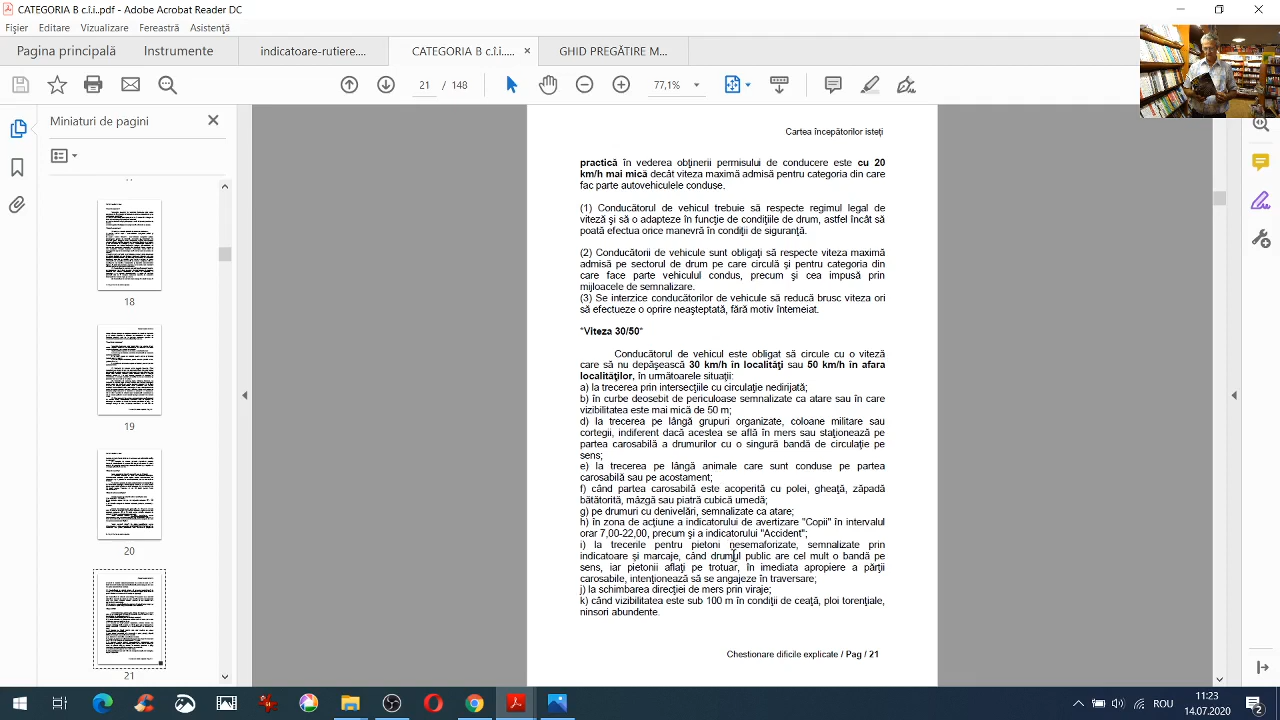 CATEGORIA B c.î.i..pdf - Adobe Acrobat Reader DC
Fișier Editare Vizualizare Fereastră Asistență
Pagina principală Instrumente indicatoare-rutiere.... CATEGORIA B c.î.i.... × GHID PREGĂTIRE M...
21 / 148 77,1%
Miniaturi de pagini
18
19
20
21
Cartea începătorilor isteți
practică în vederea obținerii permisului de conducere este cu 20
km/h mai mică decât viteza maximă admisă pentru categoria din care
fac parte autovehiculele conduse.
(1) Conducătorul de vehicul trebuie să respecte regimul legal de
viteză și să o adapteze în funcție de condițiile de drum, astfel încât să
poată efectua orice manevră în condiții de siguranță.
(2) Conducătorii de vehicule sunt obligați să respecte viteza maximă
admisă pe sectorul de drum pe care circulă și pentru categoria din
care face parte vehiculul condus, precum și cea impusă prin
mijloacele de semnalizare.
(3) Se interzice conducătorilor de vehicule să reducă brusc viteza ori
să efectueze o oprire neașteptată, fără motiv întemeiat.
*Viteza 30/50*
Conducătorul de vehicul este obligat să circule cu o viteză
care să nu depășească 30 km/h în localități sau 50 km/h în afara
localităților, în următoarele situații:
a) la trecerea prin intersecțiile cu circulație nedirijată;
b) în curbe deosebit de periculoase semnalizate ca atare sau în care
vizibilitatea este mai mică de 50 m;
d) la trecerea pe lângă grupuri organizate, coloane militare sau
cortegii, indiferent dacă acestea se află în mers sau staționează pe
partea carosabilă a drumurilor cu o singură bandă de circulație pe
sens;
e) la trecerea pe lângă animale care sunt conduse pe partea
carosabilă sau pe acostament;
f) când partea carosabilă este acoperită cu polei, gheață, zăpadă
bătătorită, mâzgă sau piatră cubică umedă;
g) pe drumuri cu denivelări, semnalizate ca atare;
h) în zona de acțiune a indicatorului de avertizare "Copii" în intervalul
orar 7,00-22,00, precum și a indicatorului "Accident";
i) la trecerile pentru pietoni nesemaforizate, semnalizate prin
indicatoare și marcaje, când drumul public are cel mult o bandă pe
sens, iar pietonii aflați pe trotuar, în imediata apropiere a părții
carosabile, intenționează să se angajeze în traversare;
j) la schimbarea direcției de mers prin viraje;
k) când vizibilitatea este sub 100 m în condiții de ceață, ploi torențiale,
ninsori abundente.
Chestionare dificile explicate / Pag / 21
ROU
11:23
14.07.2020
2